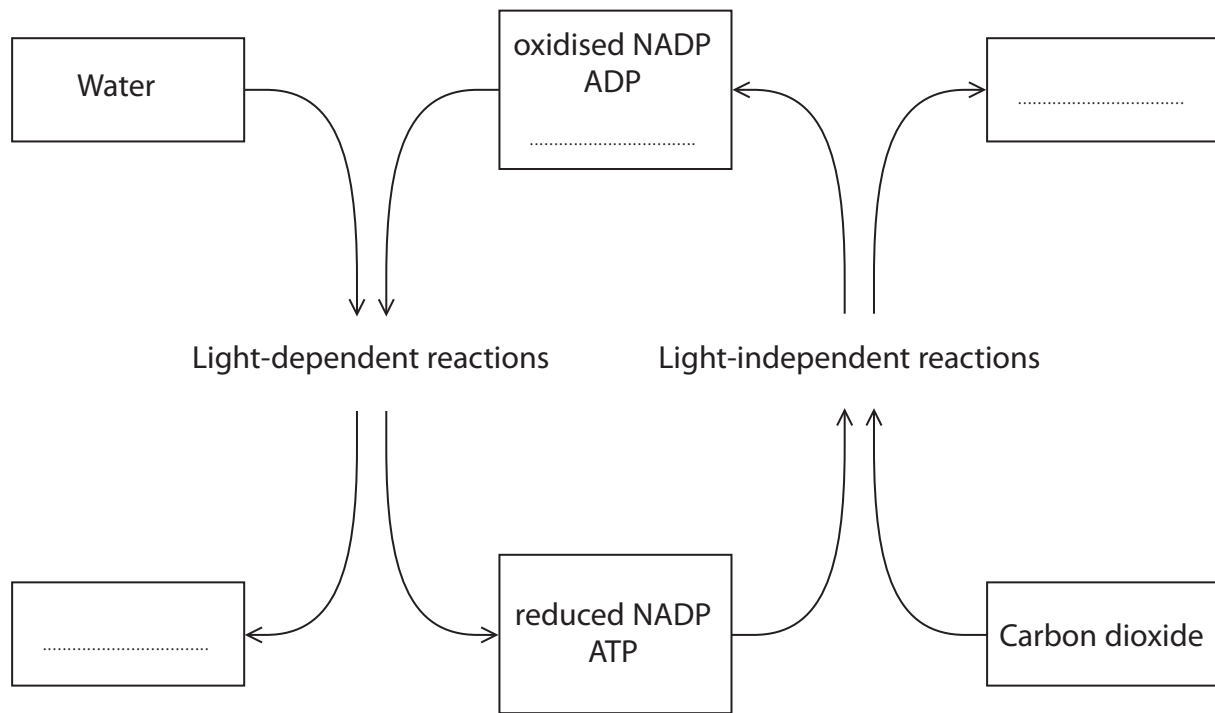 Water
oxidised NADP
ADP
..................................
..................................
Light-dependent reactions
Light-independent reactions
..................................
reduced NADP
ATP
Carbon dioxide